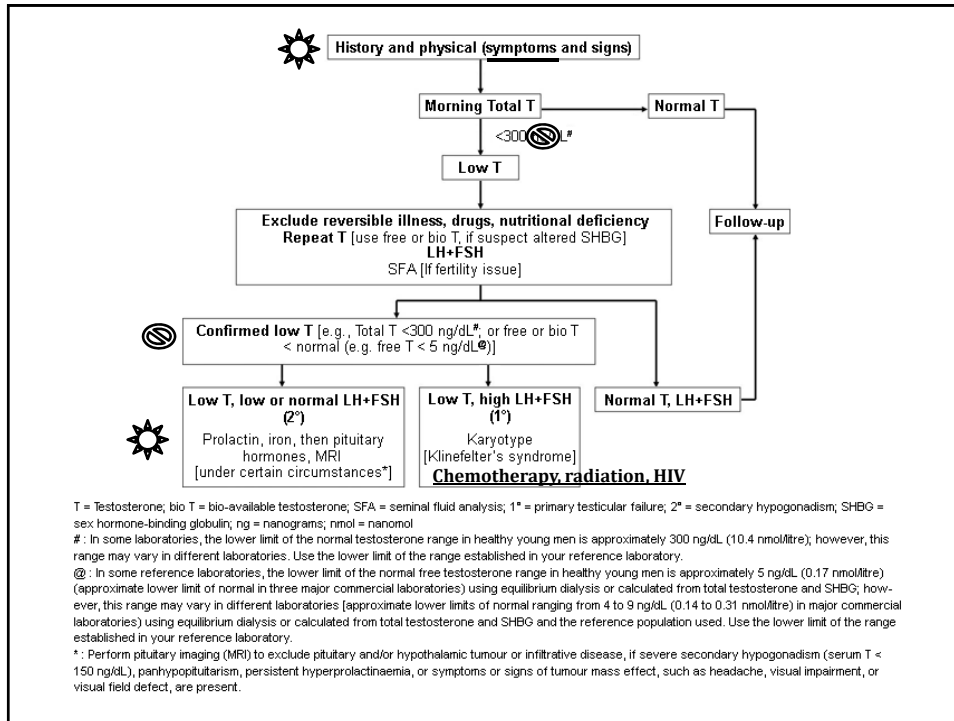 History and physical (symptoms and signs)
Morning Total T
Normal T
<300 L#
Low T
Exclude reversible illness, drugs, nutritional deficiency
Repeat T [use free or bio T, if suspect altered SHBG]
LH+FSH
SFA [If fertility issue]
Follow-up
Confirmed low T [e.g., Total T <300 ng/dL#; or free or bio T
< normal (e.g. free T < 5 ng/dL@)]
Low T, low or normal LH+FSH
(2°)
Prolactin, iron, then pituitary
hormones, MRI
[under certain circumstances*]
Low T, high LH+FSH
(1°)
Karyotype
[Klinefelter's syndrome]
Normal T, LH+FSH
Chemotherapy, radiation, HIV
T = Testosterone; bio T = bio-available testosterone; SFA = seminal fluid analysis; 1° = primary testicular failure; 2° = secondary hypogonadism; SHBG =
sex hormone-binding globulin; ng = nanograms; nmol = nanomol
# : In some laboratories, the lower limit of the normal testosterone range in healthy young men is approximately 300 ng/dL (10.4 nmol/litre); however, this
range may vary in different laboratories. Use the lower limit of the range established in your reference laboratory.
@ : In some reference laboratories, the lower limit of the normal free testosterone range in healthy young men is approximately 5 ng/dL (0.17 nmol/litre)
(approximate lower limit of normal in three major commercial laboratories) using equilibrium dialysis or calculated from total testosterone and SHBG; how-
ever, this range may vary in different laboratories [approximate lower limits of normal ranging from 4 to 9 ng/dL (0.14 to 0.31 nmol/litre) in major commercial
laboratories) using equilibrium dialysis or calculated from total testosterone and SHBG and the reference population used. Use the lower limit of the range
established in your reference laboratory.
* : Perform pituitary imaging (MRI) to exclude pituitary and/or hypothalamic tumour or infiltrative disease, if severe secondary hypogonadism (serum T <
150 ng/dL), panhypopituitarism, persistent hyperprolactinaemia, or symptoms or signs of tumour mass effect, such as headache, visual impairment, or
visual field defect, are present.